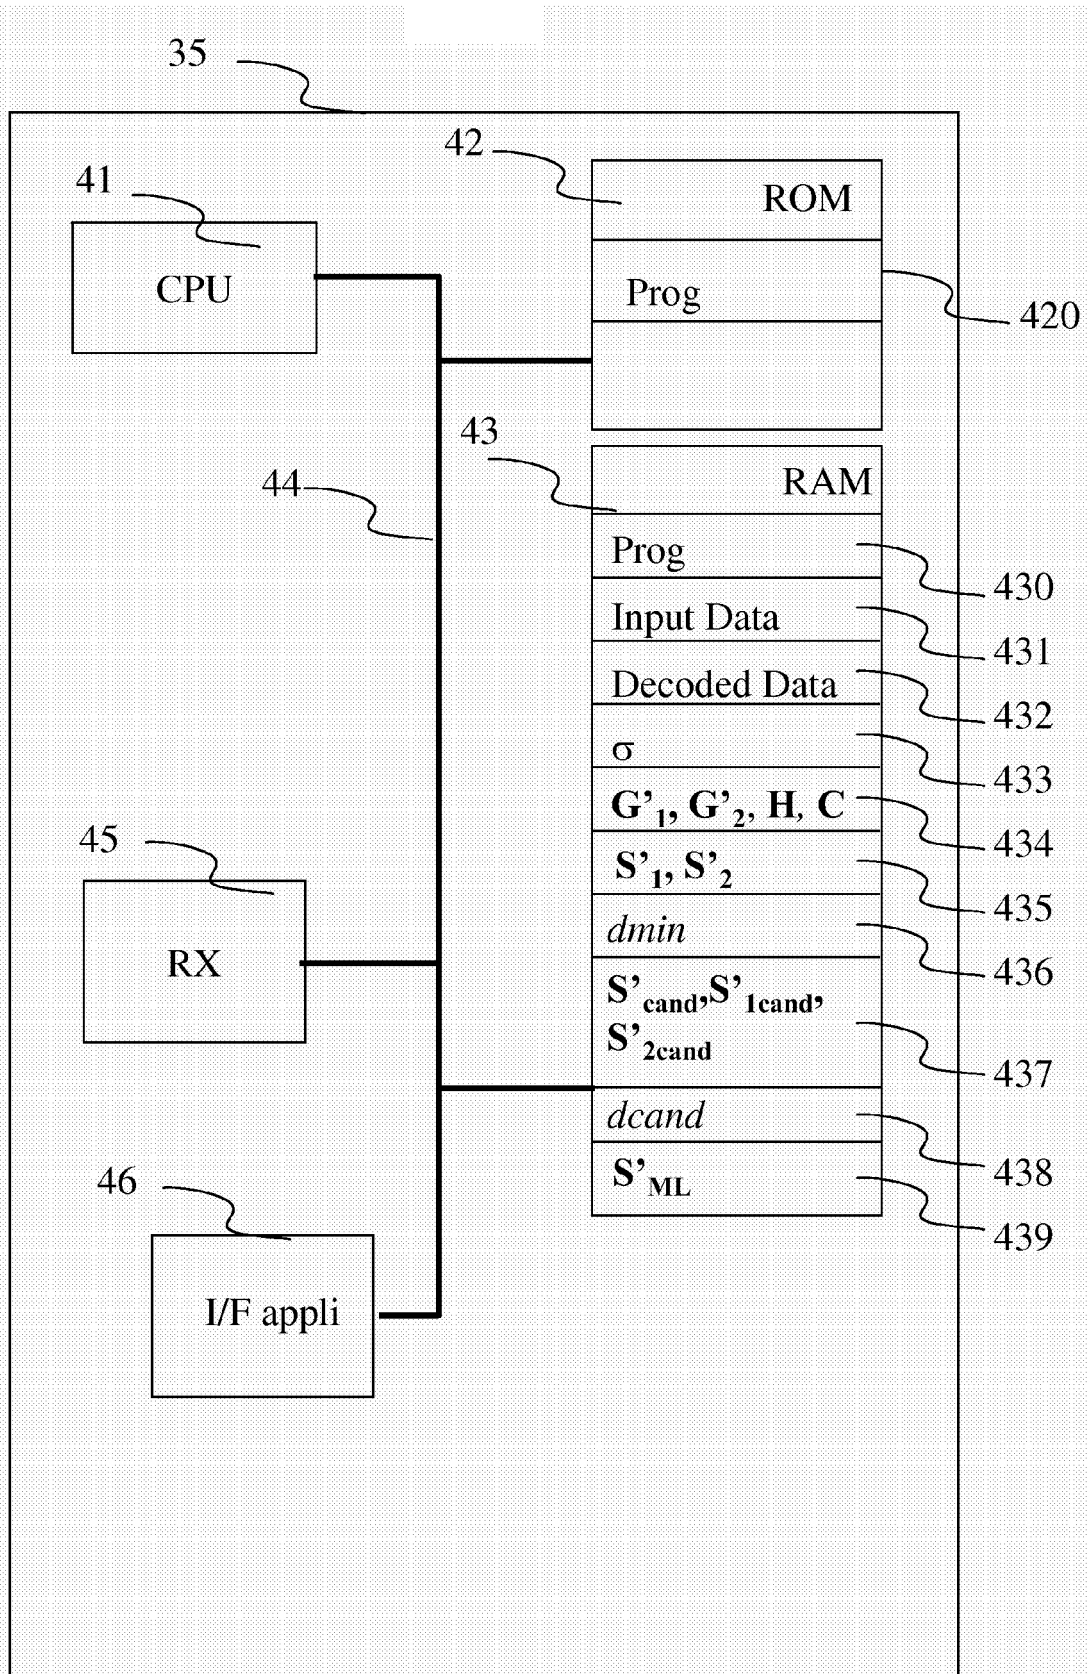 35
41
CPU
42
ROM
Prog
420
43
RAM
44
Prog
430
Input Data
431
Decoded Data
432
σ
433
G’1, G’2, H, C
434
S’1, S’2
435
dmin
436
S’cand,S’1cand,
S’2cand
437
dcand
438
S’ML
439
45
RX
46
I/F appli